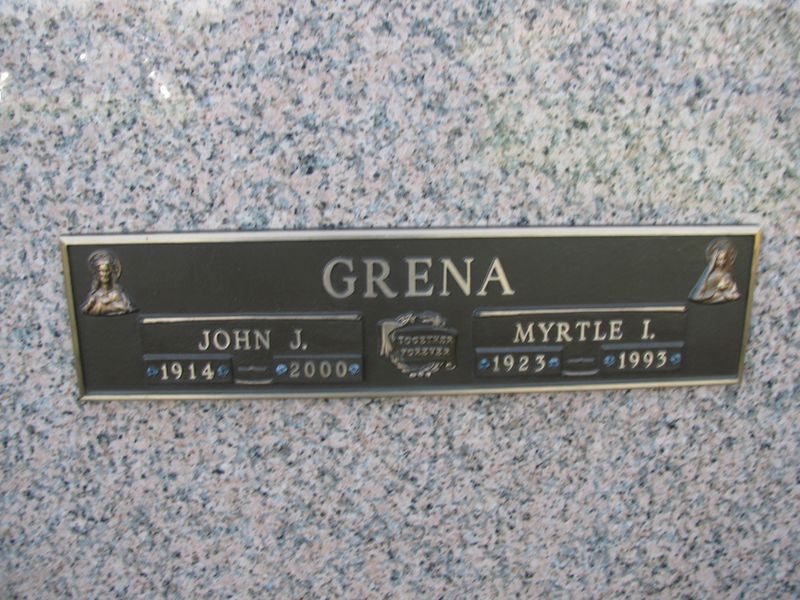 GRENA
JOHN J.
1914 - 2000
TOGETHER
FOREVER
MYRTLE I.
1923 - 1993